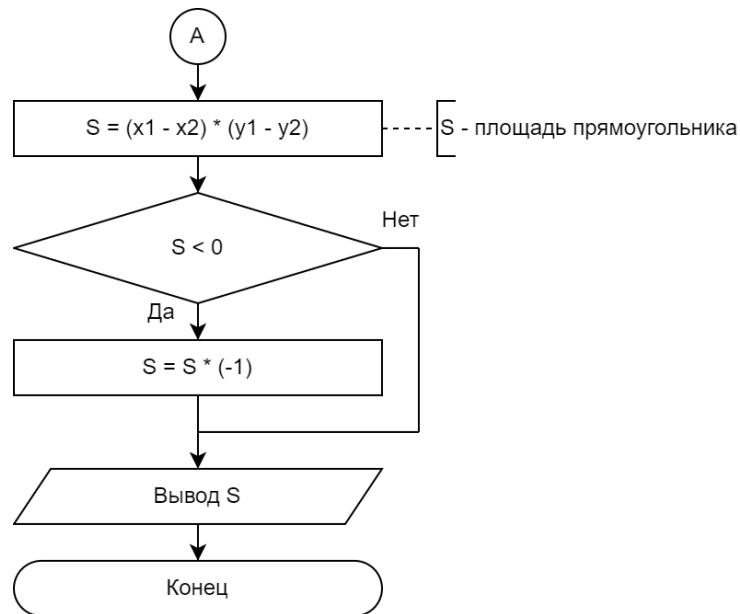 А
S = (x1 - x2) * (y1 - y2)
S - площадь прямоугольника
S < 0
Нет
Да
S = S * (-1)
Вывод S
Конец